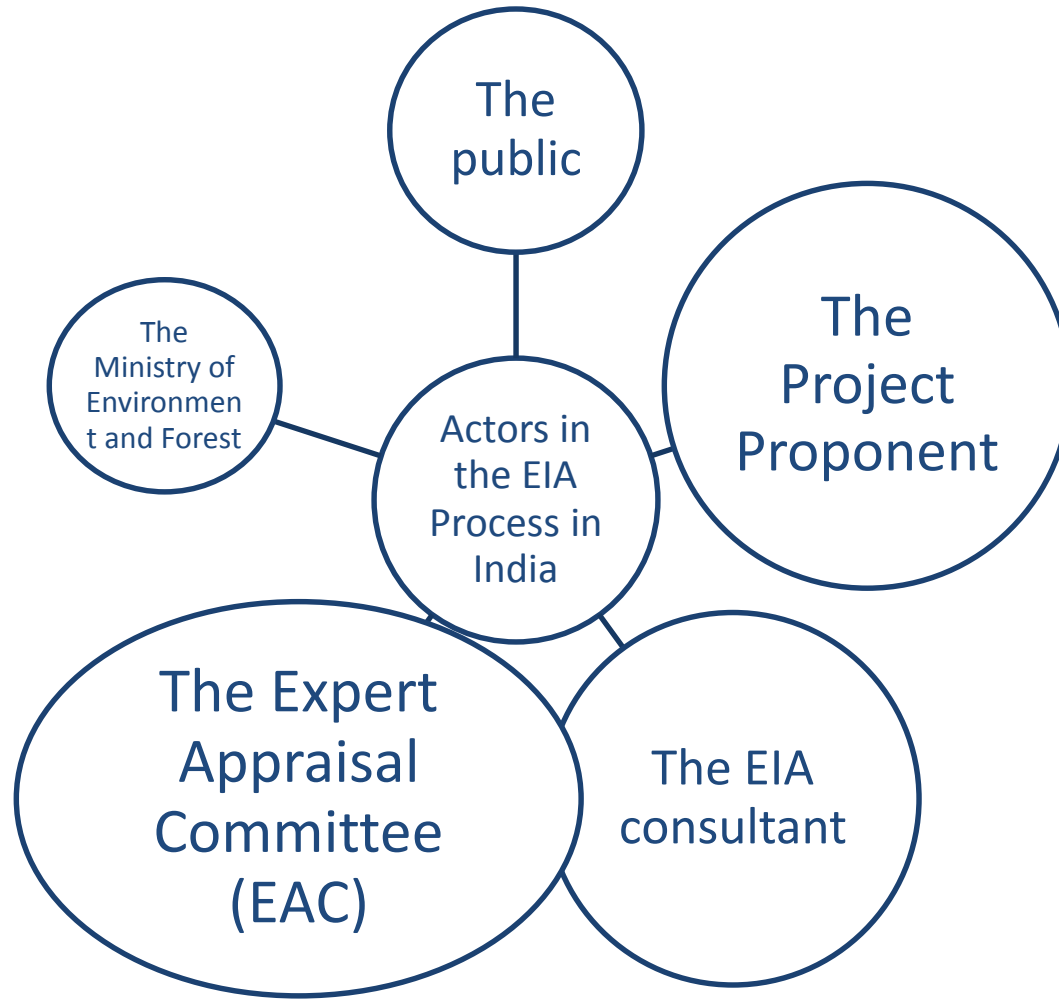 The
public
The
Project
Proponent
The
Ministry of
Environmen
t and Forest
Actors in
the EIA
Process in
India
The Expert
Appraisal
Committee
(EAC)
The EIA
consultant